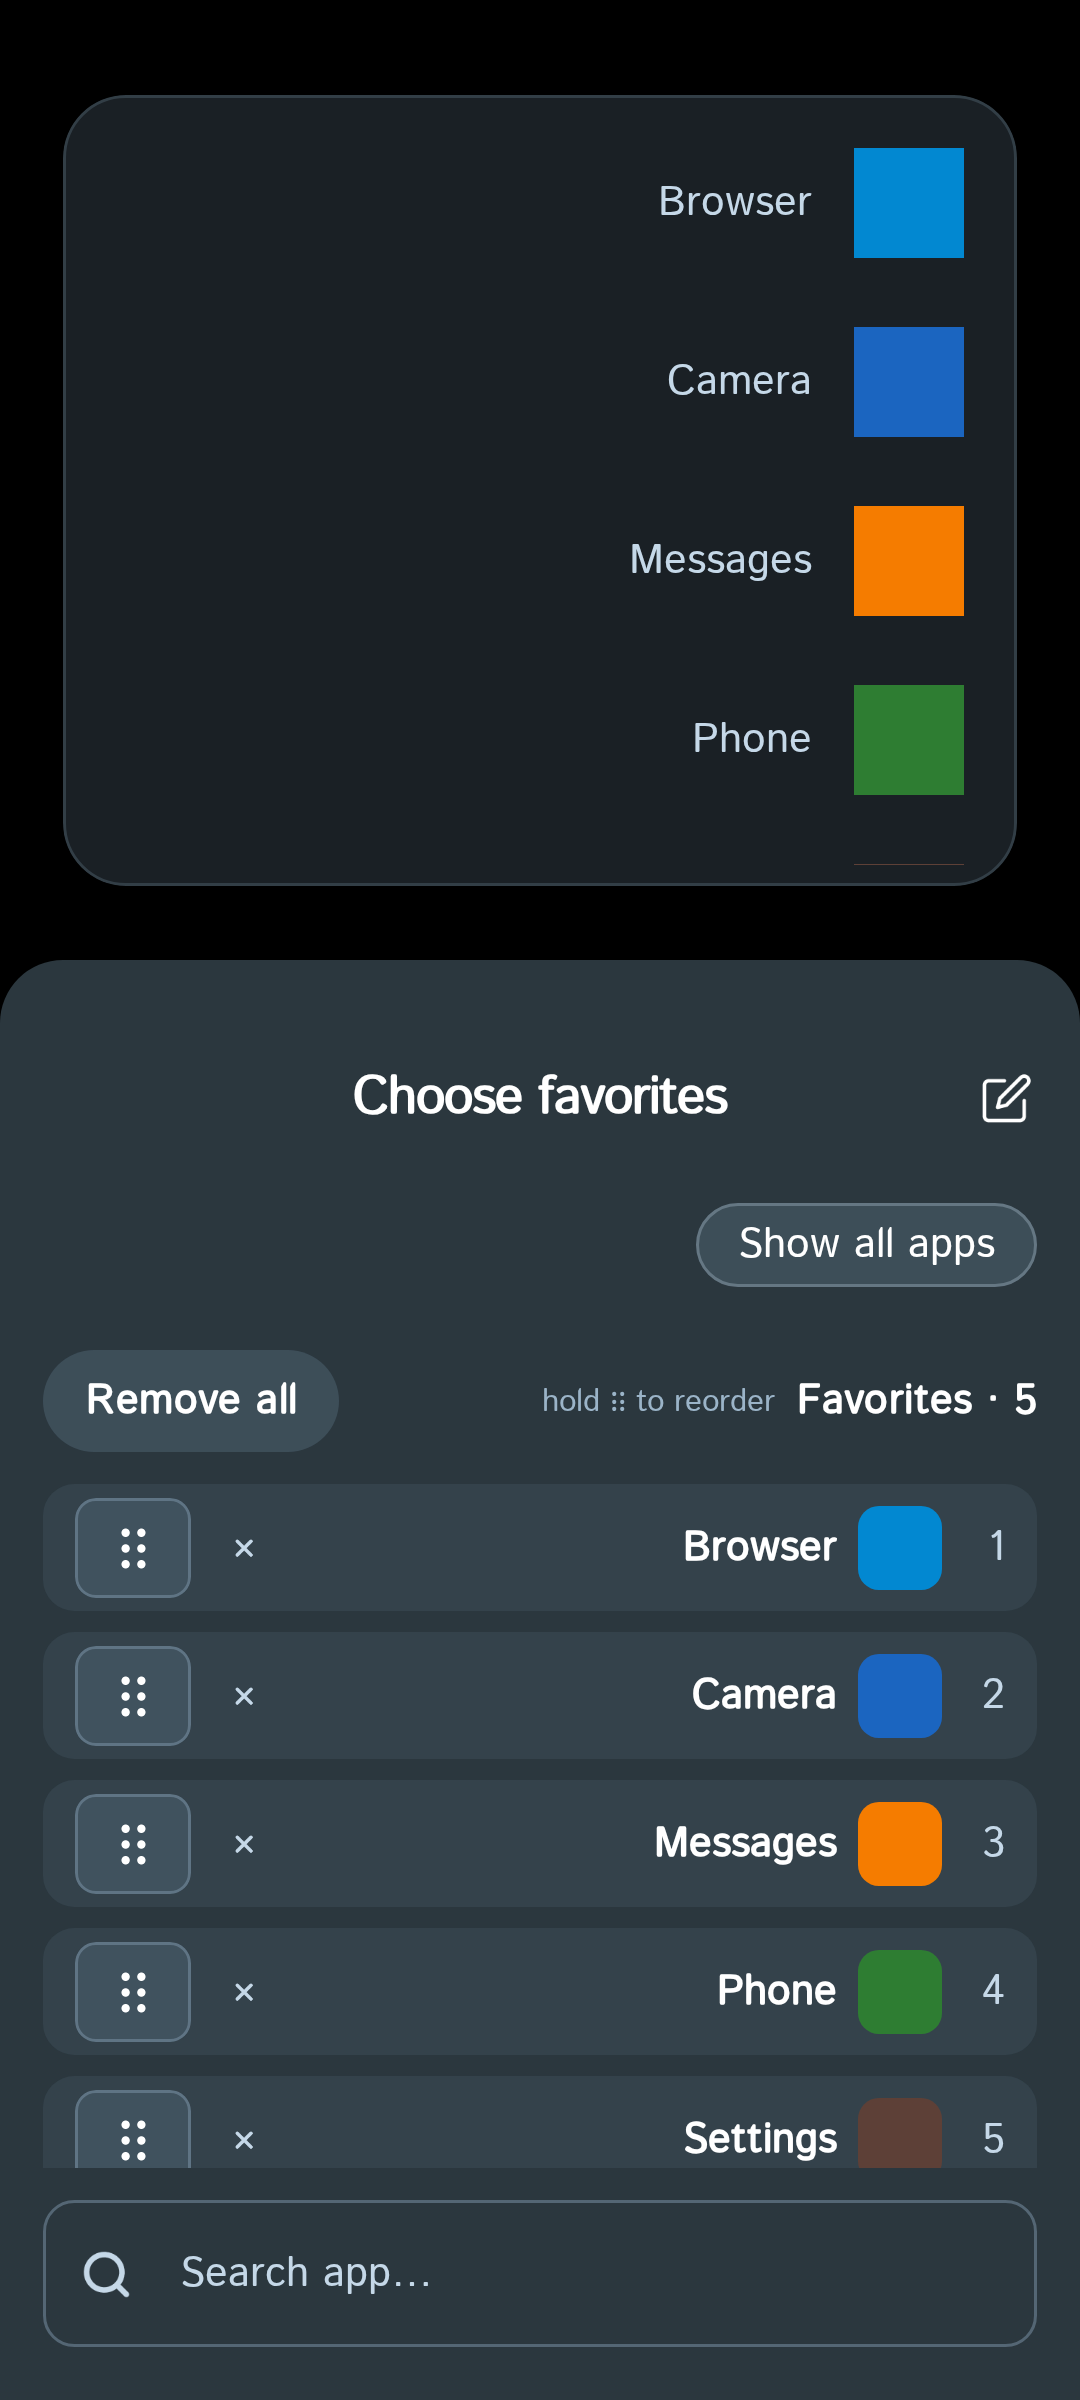 Browser
Camera
Messages
Phone
Choose favorites
Show all apps
Remove all hold ⠿ to reorder Favorites · 5
× Browser 1
× Camera 2
× Messages 3
× Phone 4
× Settings 5
Search app...